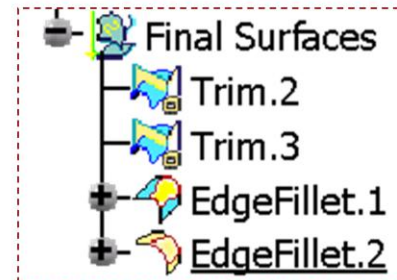 Final Surfaces
Trim.2
Trim.3
EdgeFillet.1
EdgeFillet.2